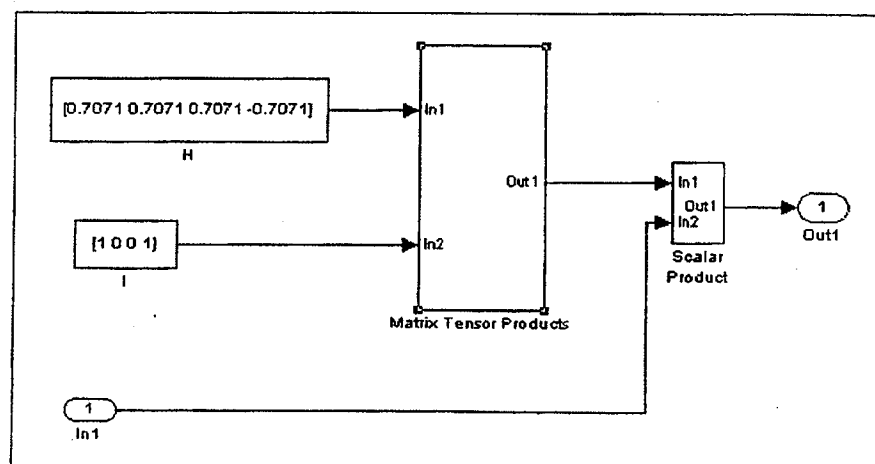 [0.7071 0.7071 0.7071 -0.7071]
H
In1
Out1
In2
[1 0 0 1]
I
Matrix Tensor Products
In1
Out1
In2
Scalar
Product
1
Out1
1
In1